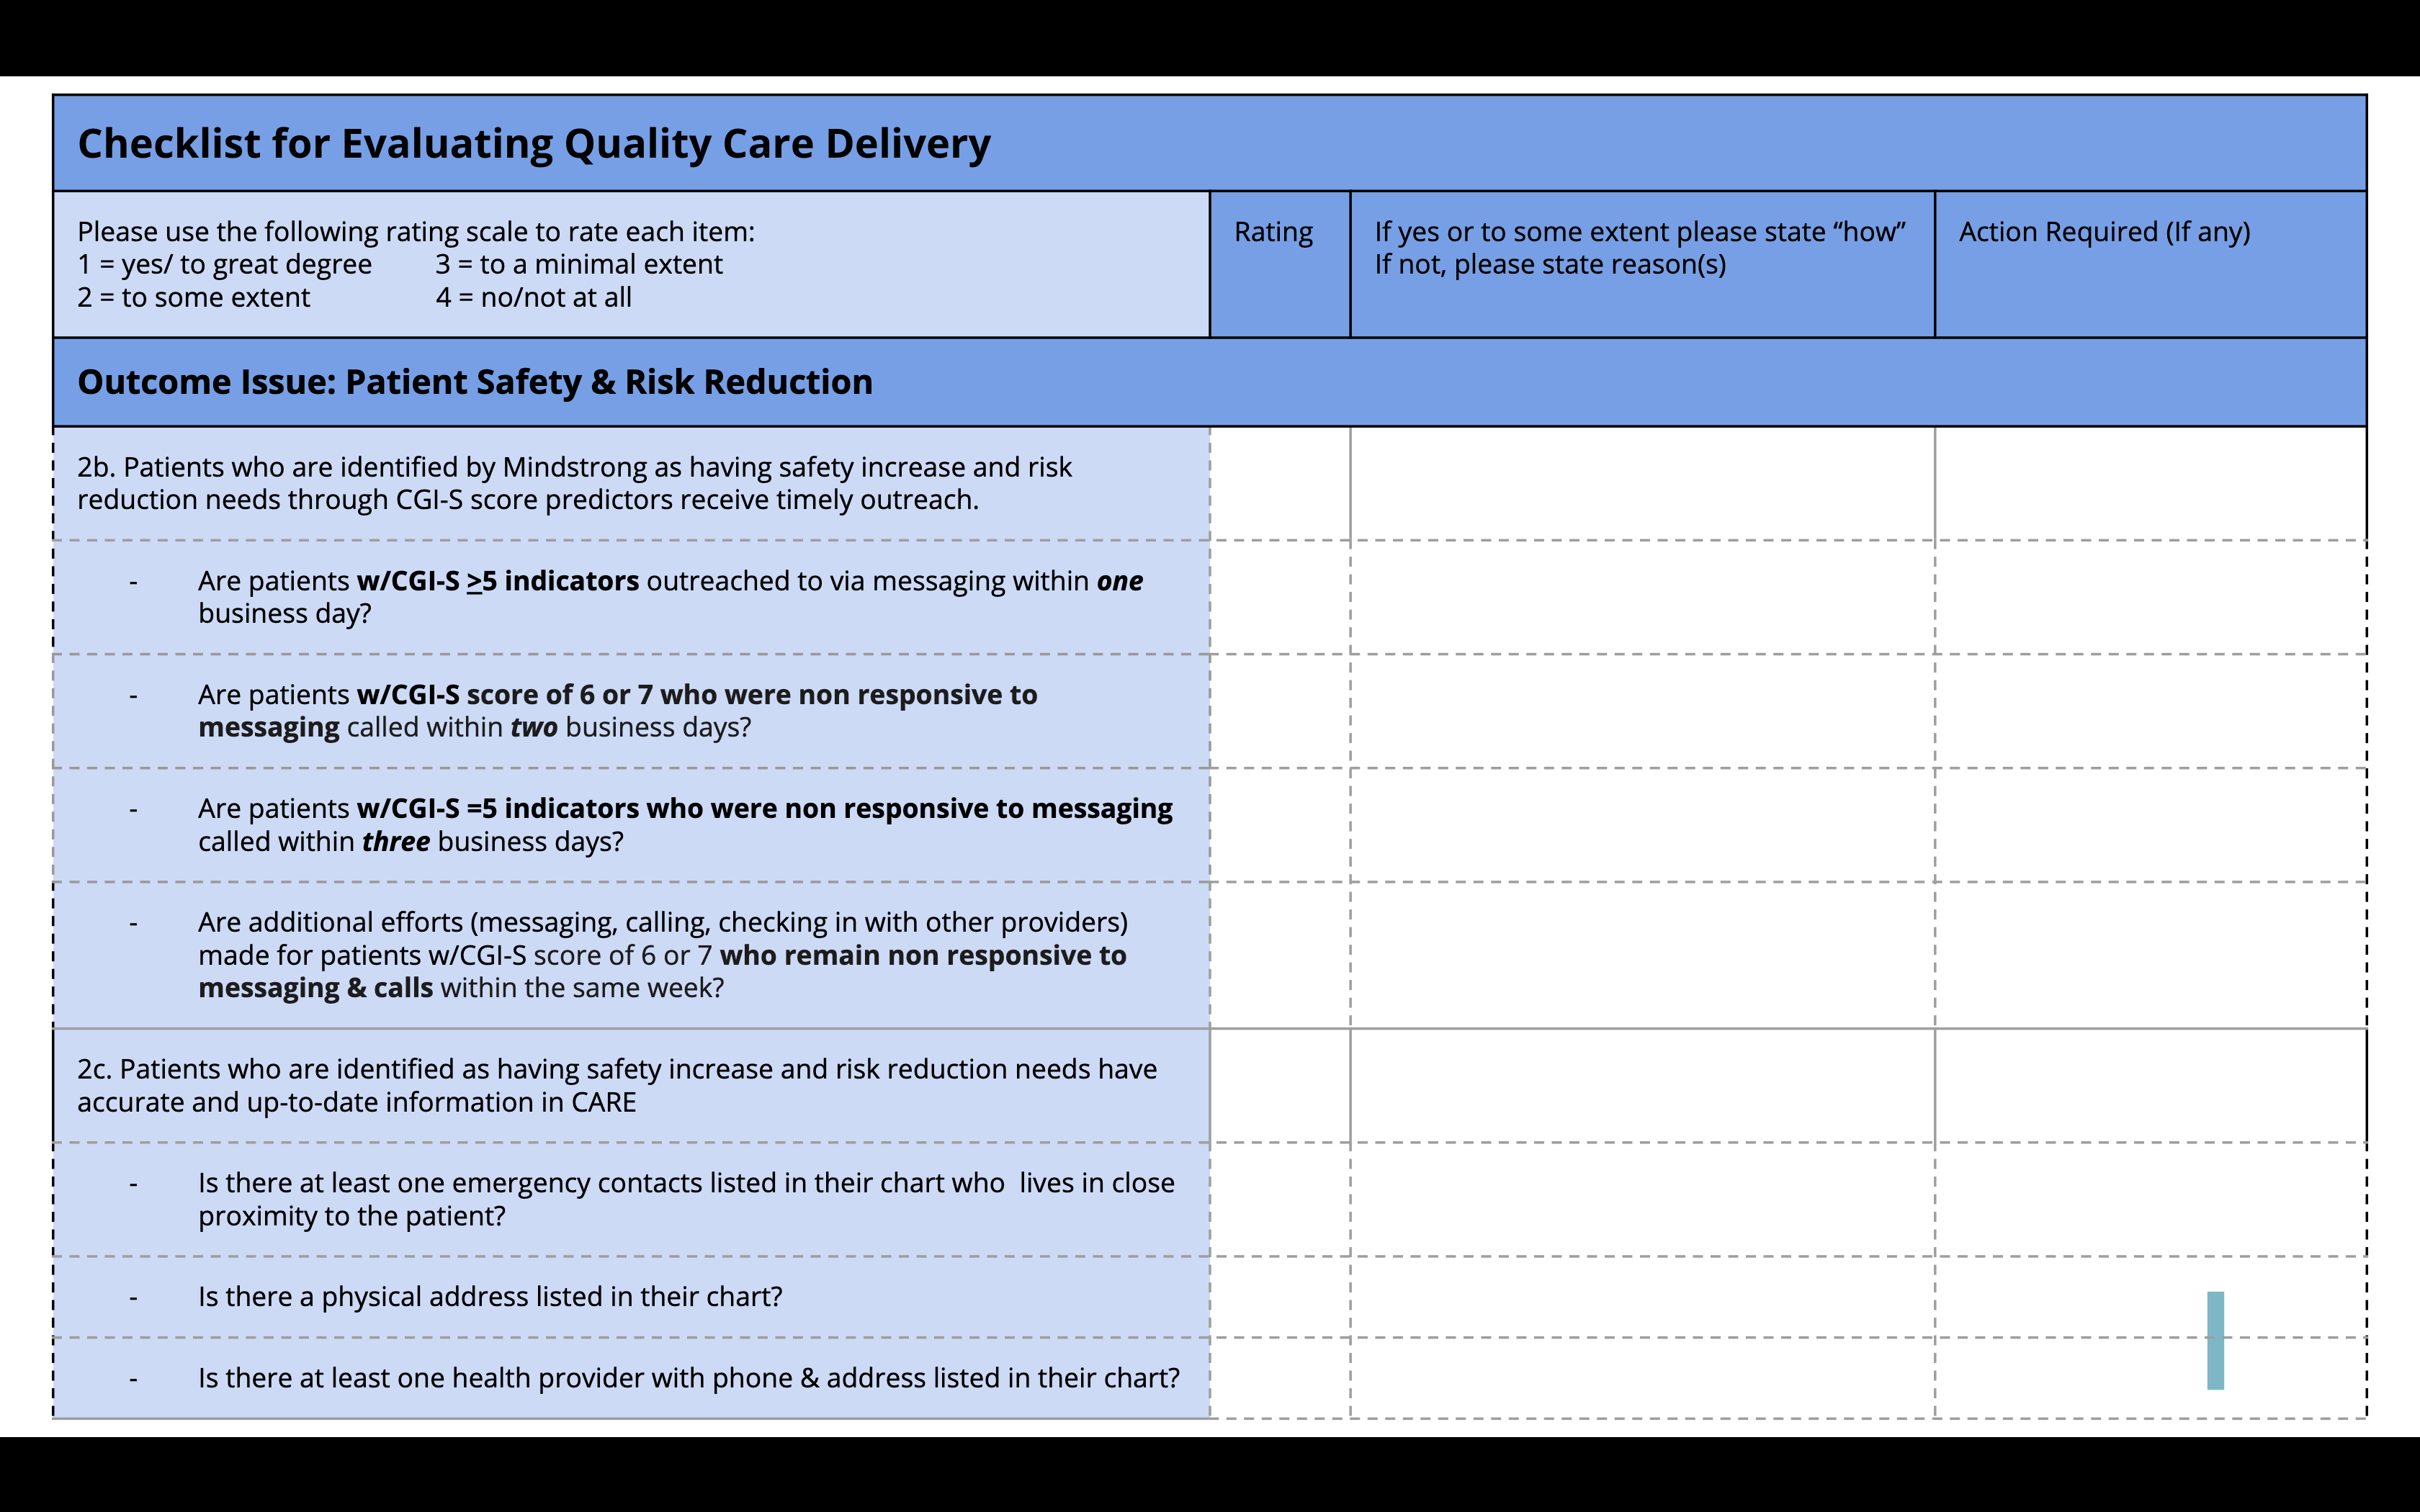 Checklist for Evaluating Quality Care Delivery
Please use the following rating scale to rate each item:
1 = yes/ to great degree 3 = to a minimal extent
2 = to some extent 4 = no/not at all
Rating
If yes or to some extent please state “how”
If not, please state reason(s)
Action Required (If any)
Outcome Issue: Patient Safety & Risk Reduction
2b. Patients who are identified by Mindstrong as having safety increase and risk
reduction needs through CGI-S score predictors receive timely outreach.
- Are patients w/CGI-S >5 indicators outreached to via messaging within one
business day?
- Are patients w/CGI-S score of 6 or 7 who were non responsive to
messaging called within two business days?
- Are patients w/CGI-S =5 indicators who were non responsive to messaging
called within three business days?
- Are additional efforts (messaging, calling, checking in with other providers)
made for patients w/CGI-S score of 6 or 7 who remain non responsive to
messaging & calls within the same week?
2c. Patients who are identified as having safety increase and risk reduction needs have
accurate and up-to-date information in CARE
- Is there at least one emergency contacts listed in their chart who  lives in close
proximity to the patient?
- Is there a physical address listed in their chart?
- Is there at least one health provider with phone & address listed in their chart?